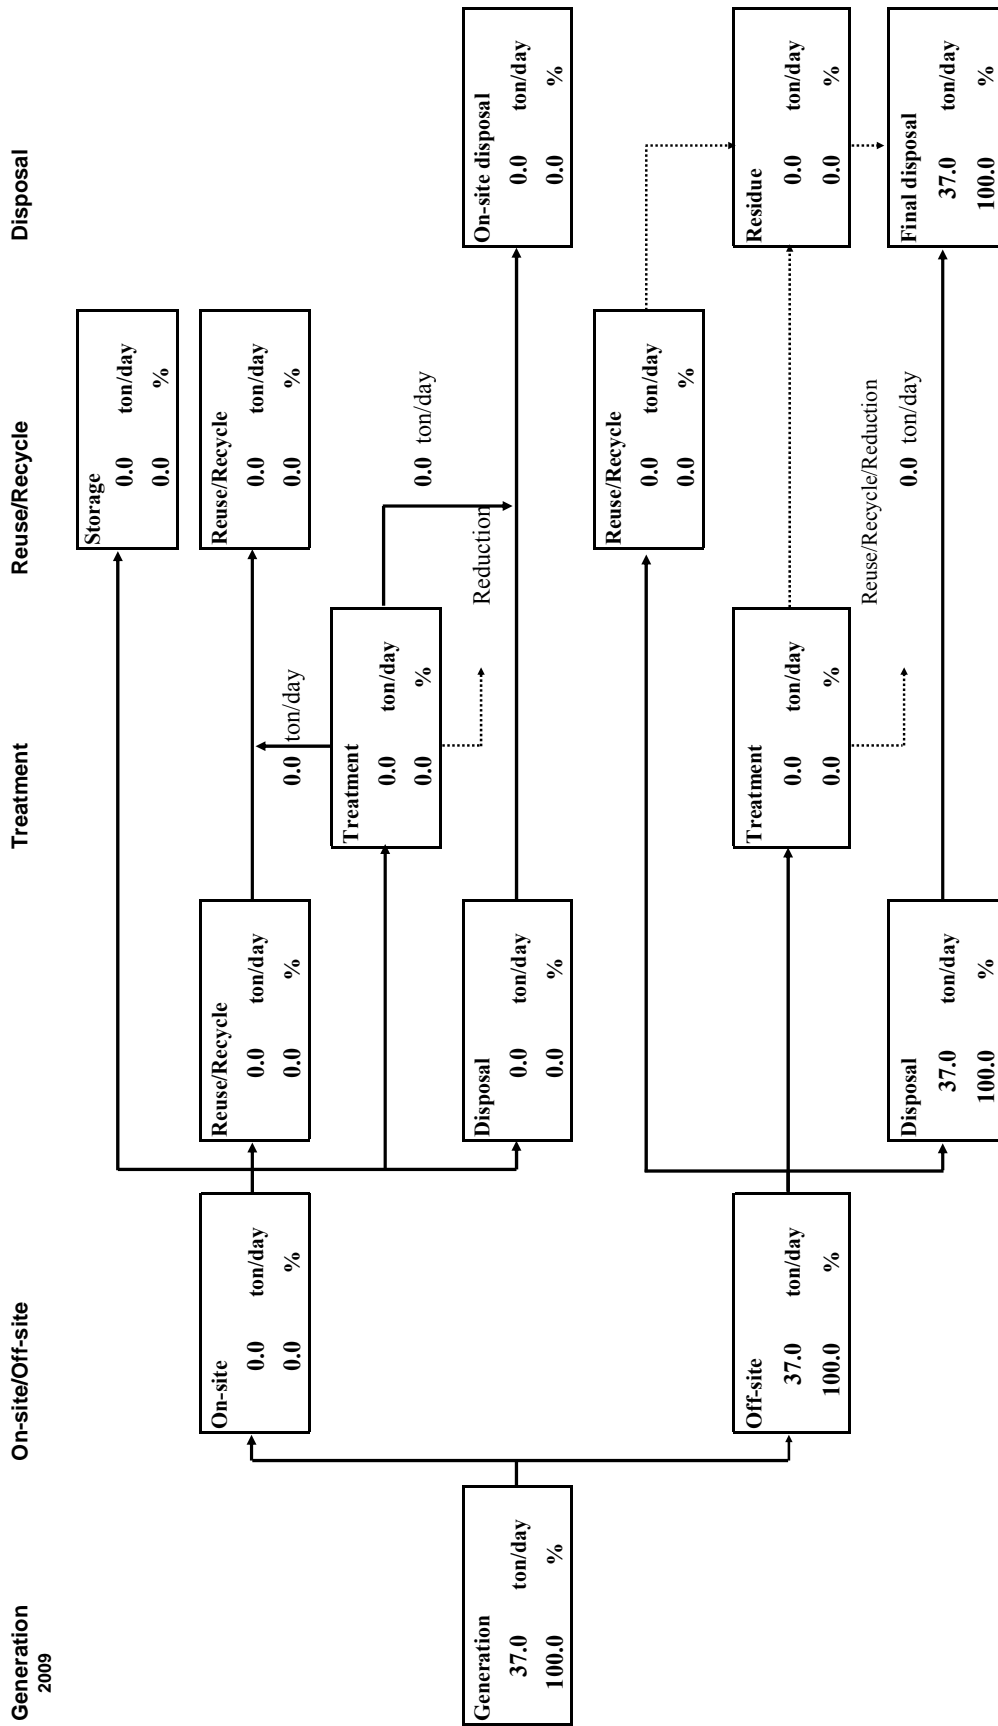 Generation
2009
On-site/Off-site
Treatment
Reuse/Recycle
Disposal
Generation
37.0 ton/day
100.0 %
On-site
0.0 ton/day
0.0 %
Off-site
37.0 ton/day
100.0 %
Reuse/Recycle
0.0 ton/day
0.0 %
Disposal
0.0 ton/day
0.0 %
Disposal
37.0 ton/day
100.0 %
0.0 ton/day
Treatment
0.0 ton/day
0.0 %
Treatment
0.0 ton/day
0.0 %
Storage
0.0 ton/day
0.0 %
Reuse/Recycle
0.0 ton/day
0.0 %
0.0 ton/day
Reduction
Reuse/Recycle
0.0 ton/day
0.0 %
Reuse/Recycle/Reduction
0.0 ton/day
On-site disposal
0.0 ton/day
0.0 %
Residue
0.0 ton/day
0.0 %
Final disposal
37.0 ton/day
100.0 %